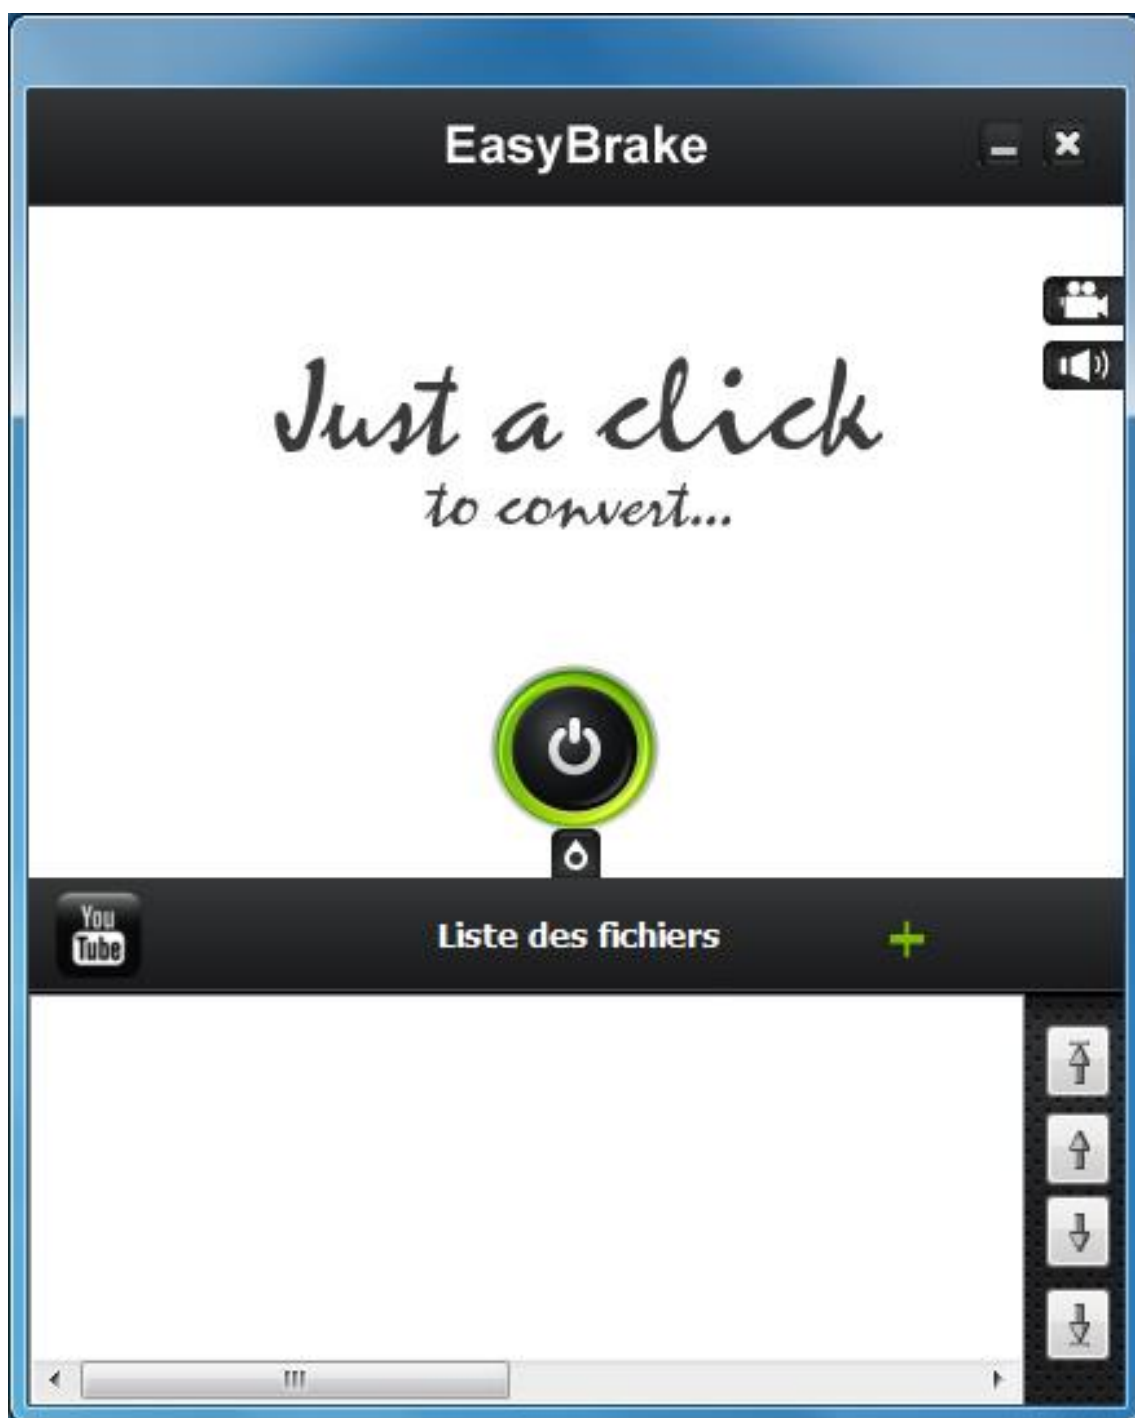 EasyBrake
Just a click
to convert...
You
Tube
Liste des fichiers